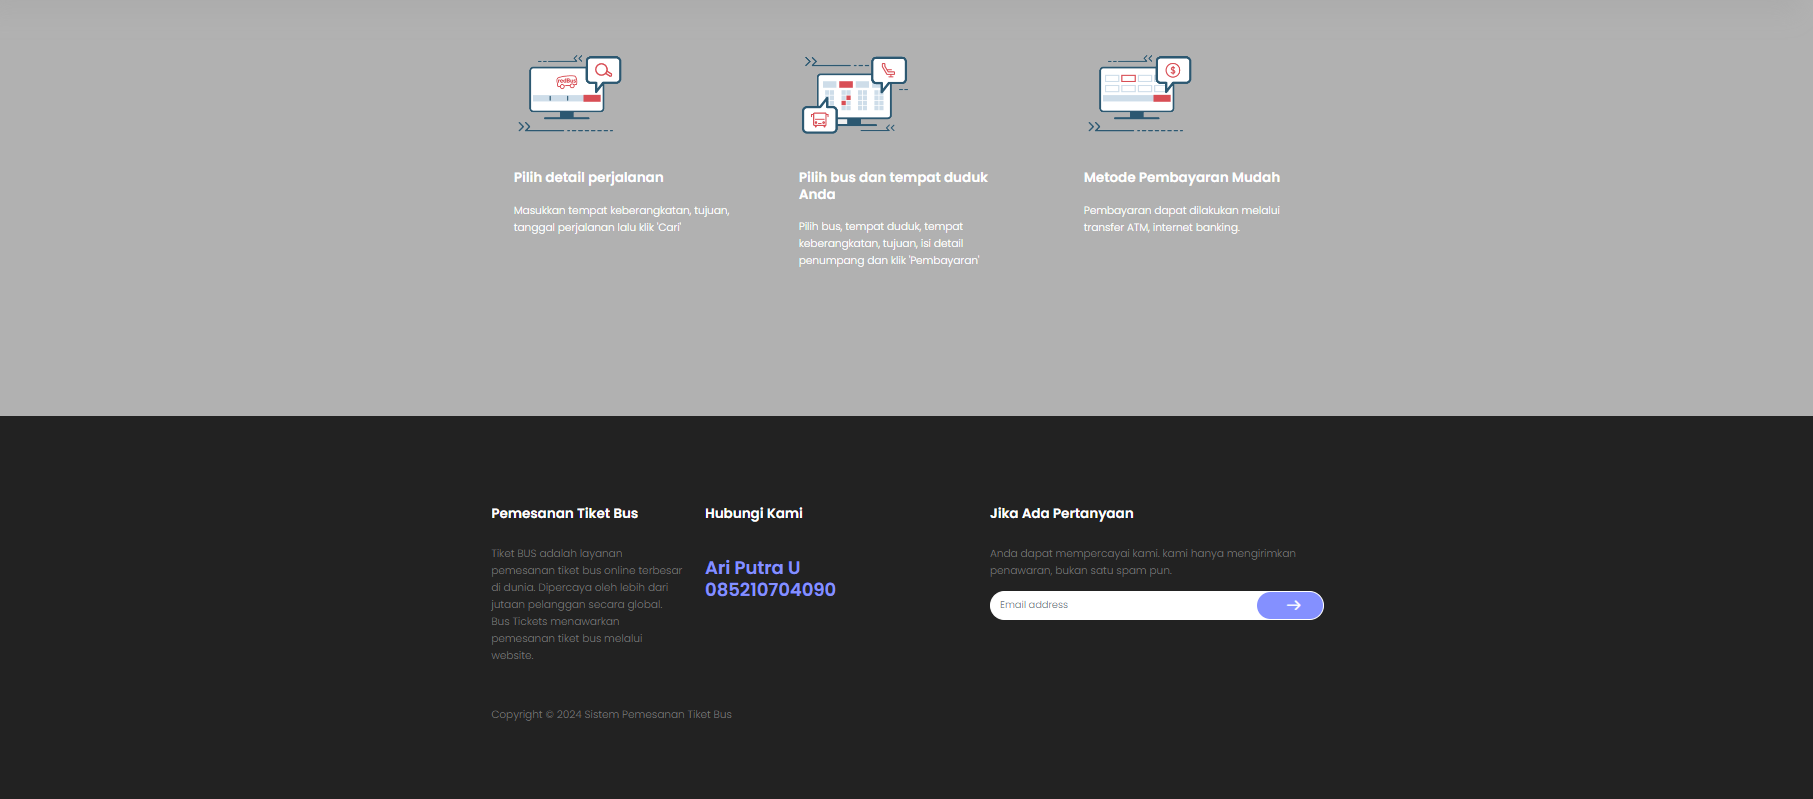 redBus
Pilih detail perjalanan
Masukkan tempat keberangkatan, tujuan,
tanggal perjalanan lalu klik 'Cari'
Pilih bus dan tempat duduk
Anda
Pilih bus, tempat duduk, tempat
keberangkatan, tujuan, isi detail
penumpang dan klik 'Pembayaran'
$
Metode Pembayaran Mudah
Pembayaran dapat dilakukan melalui
transfer ATM, internet banking.
Pemesanan Tiket Bus
Tiket BUS adalah layanan
pemesanan tiket bus online terbesar
di dunia. Dipercaya oleh lebih dari
jutaan pelanggan secara global.
Bus Tickets menawarkan
pemesanan tiket bus melalui
website.
Hubungi Kami
Ari Putra U
085210704090
Jika Ada Pertanyaan
Anda dapat mempercayai kami. kami hanya mengirimkan
penawaran, bukan satu spam pun.
Email address
Copyright © 2024 Sistem Pemesanan Tiket Bus